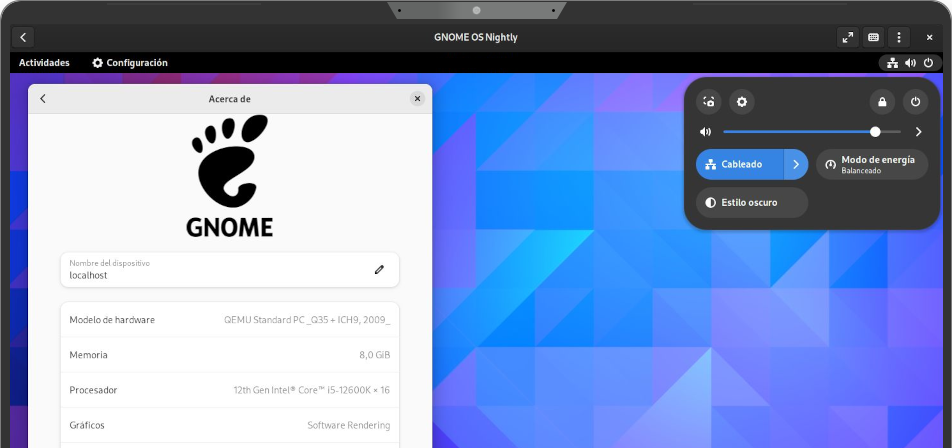 GNOME OS Nightly
Actividades
Configuración
Acerca de
GNOME
Nombre del dispositivo
localhost
Modelo de hardware
QEMU Standard PC _Q35 + ICH9, 2009_
Memoria
8,0 GiB
Procesador
12th Gen Intel® Core™ i5-12600K × 16
Gráficos
Software Rendering
Cableado
Modo de energía
Balanceado
Estilo oscuro